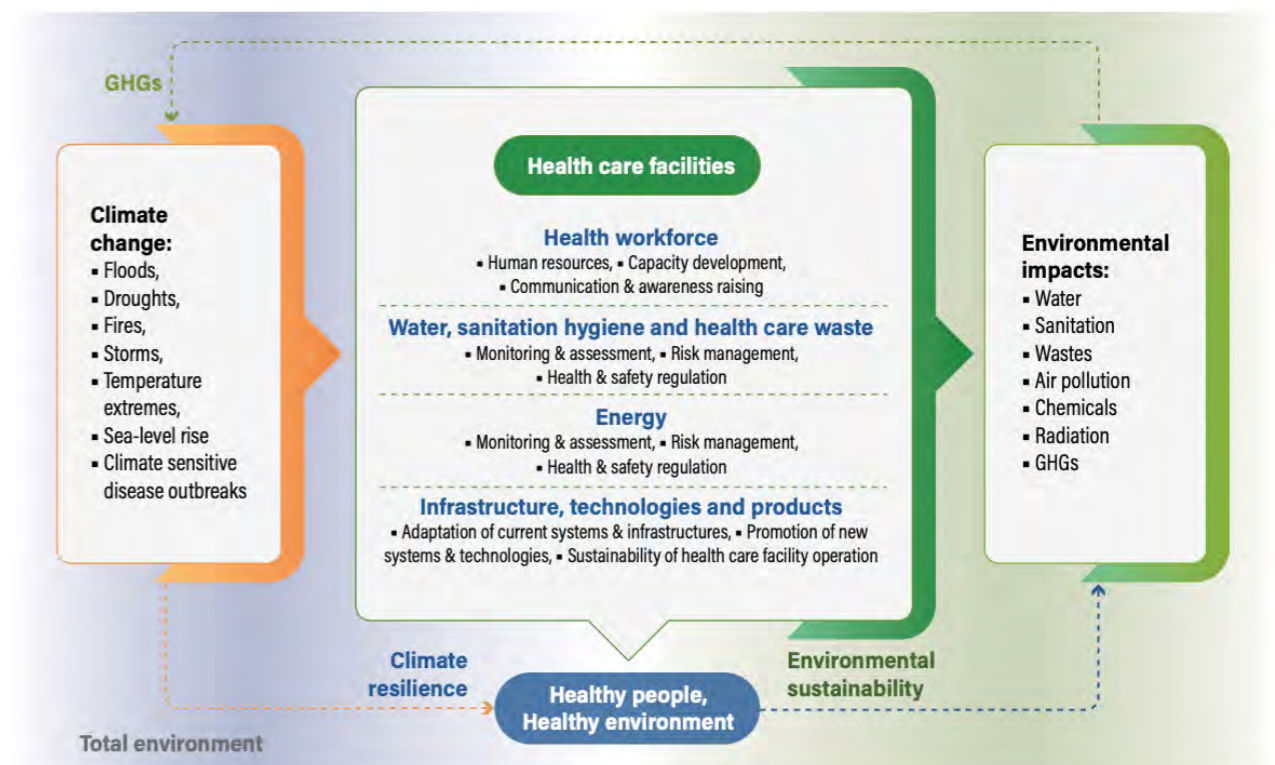 GHGs
Climate
change:
▪ Floods,
▪ Droughts,
▪ Fires,
▪ Storms,
▪ Temperature
extremes,
▪ Sea-level rise
▪ Climate sensitive
disease outbreaks
Health care facilities
Health workforce
▪ Human resources, ▪ Capacity development,
▪ Communication & awareness raising
Water, sanitation hygiene and health care waste
▪ Monitoring & assessment, ▪ Risk management,
▪ Health & safety regulation
Energy
▪ Monitoring & assessment, ▪ Risk management,
▪ Health & safety regulation
Infrastructure, technologies and products
▪ Adaptation of current systems & infrastructures, ▪ Promotion of new
systems & technologies, ▪ Sustainability of health care facility operation
Environmental
impacts:
▪ Water
▪ Sanitation
▪ Wastes
▪ Air pollution
▪ Chemicals
▪ Radiation
▪ GHGs
Climate
resilience
Healthy people,
Healthy environment
Environmental
sustainability
Total environment